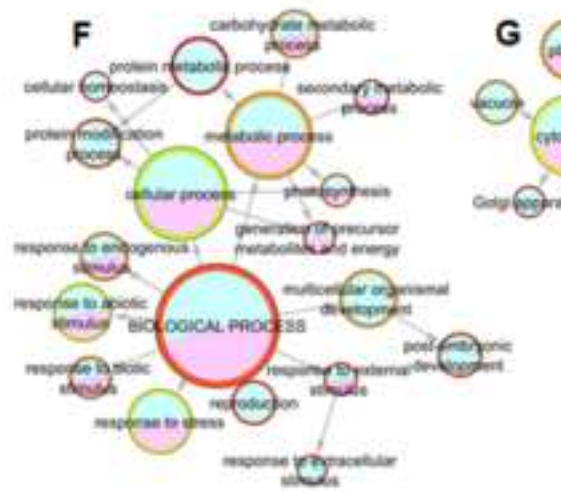 F
G
carbohydrate metabolic
process
protein metabolic process
cellular homeostasis
secondary metabolic
process
vacuole
protein modification
process
metabolic process
cellular process
photosynthesis
Golgi appara
generation of precursor
metabolites and energy
response to endogenous
stimulus
multicellular organismal
development
response to abiotic
stimulus
BIOLOGICAL PROCESS
post-embryonic
development
response to biotic
stimulus
response to external
stimulus
reproduction
response to stress
response to extracellular
stimulus